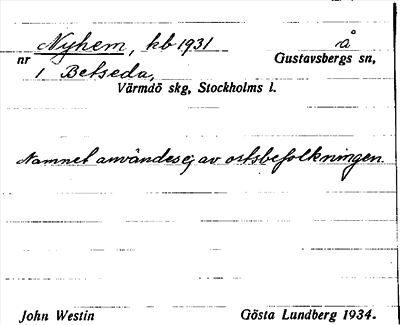 Nyhem, kb 1931 å
nr Gustavsbergs sn,
1 Betseda,
Värmdö skg, Stockholms l.
Namnet användes ej av ortsbefolkningen.
John Westin Gösta Lundberg 1934.